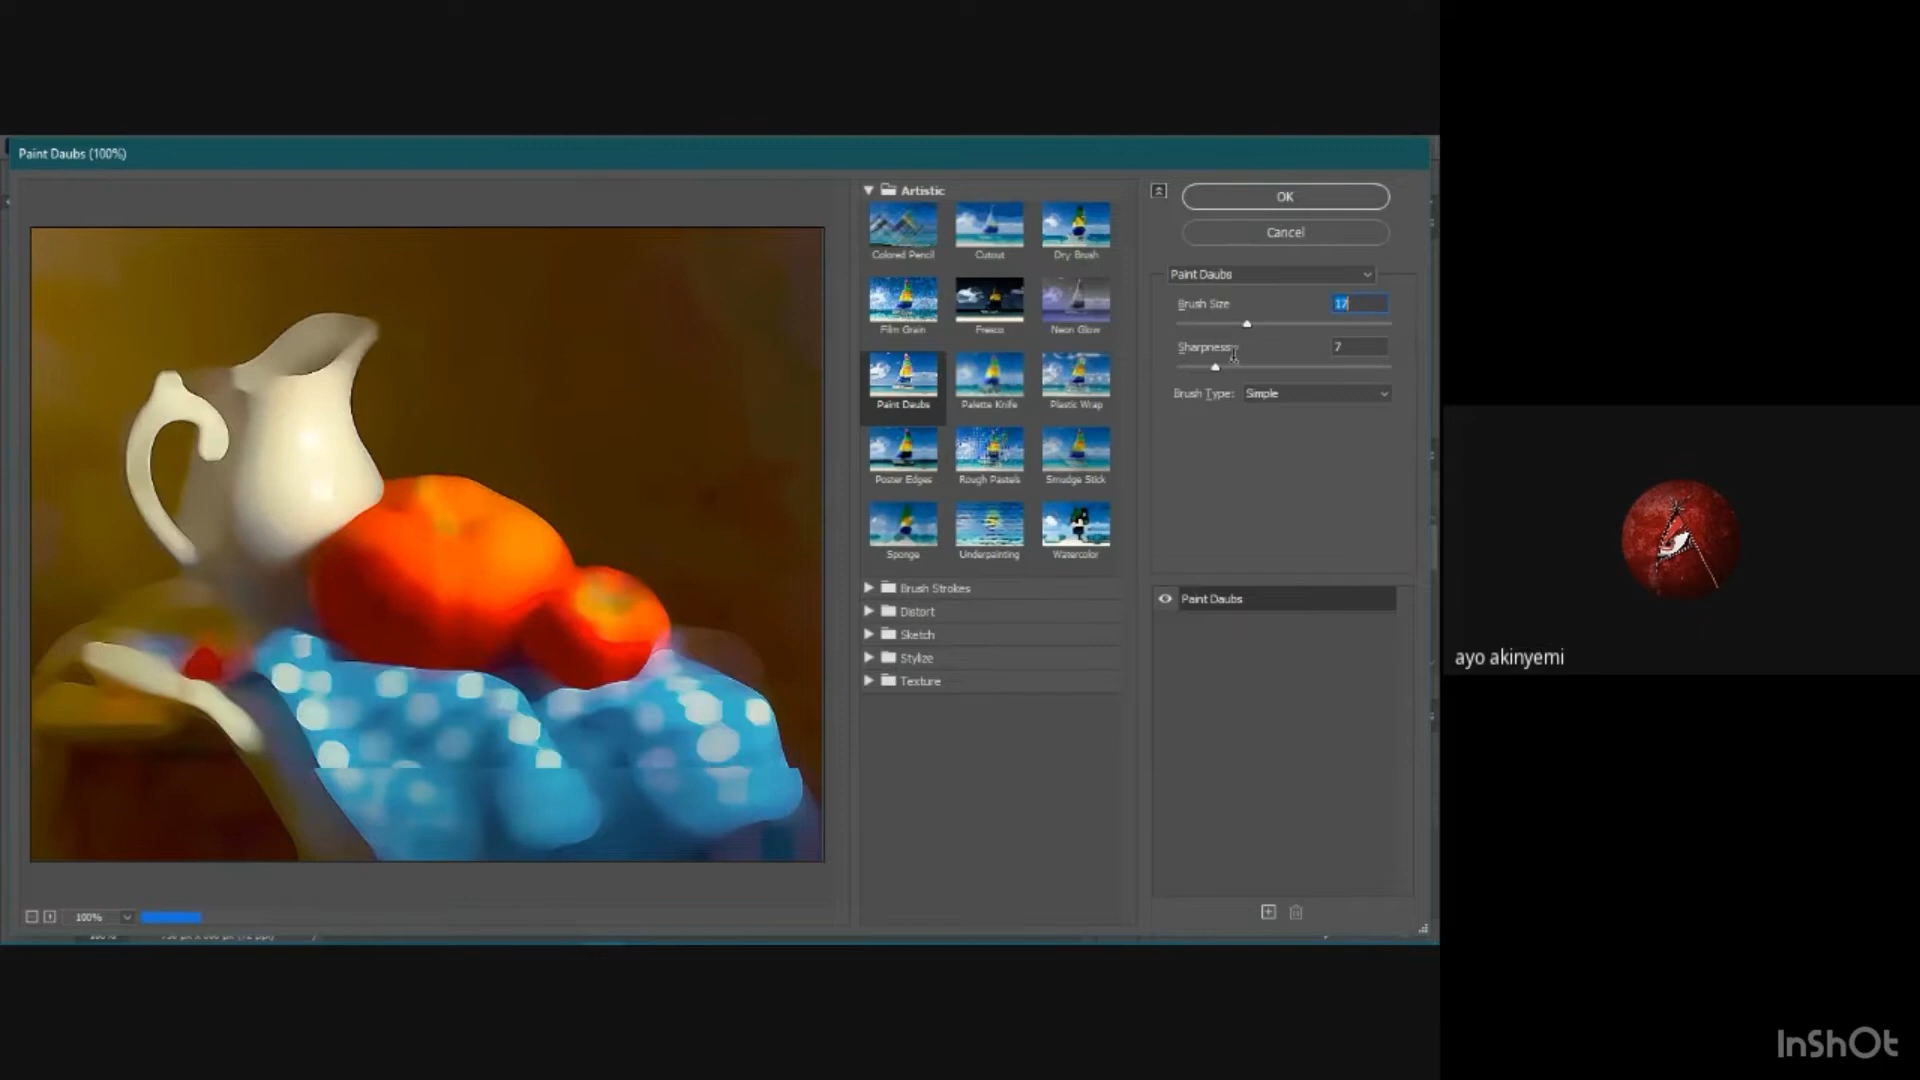 Paint Daubs (100%)
Artistic
Colored Pencil
Cutout
Dry Brush
Film Grain
Fresco
Neon Glow
Paint Daubs
Palette Knife
Plastic Wrap
Poster Edges
Rough Pastels
Smudge Stick
Sponge
Underpainting
Watercolor
Brush Strokes
Distort
Sketch
Stylize
Texture
OK
Cancel
Paint Daubs
Brush Size 17
Sharpness 7
Brush Type: Simple
Paint Daubs
100%
ayo akinyemi
InShOt